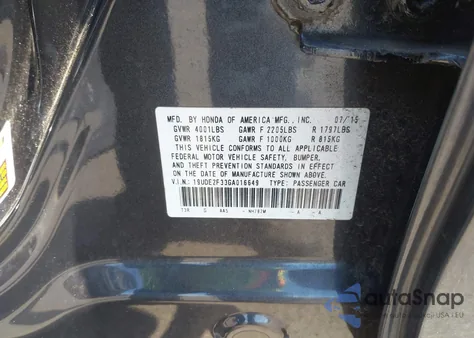 MFD. BY HONDA OF AMERICA MFG., INC. 07/15
GVWR 4001LBS GAWR F 2205LBS R 1797LBS
GVWR 1815KG GAWR F 1000KG R 815KG
THIS VEHICLE CONFORMS TO ALL APPLICABLE
FEDERAL MOTOR VEHICLE SAFETY, BUMPER,
AND THEFT PREVENTION STANDARDS IN EFFECT
ON THE DATE OF MANUFACTURE SHOWN ABOVE.
V.I.N.: 19UDE2F33GA016649 TYPE: PASSENGER CAR
AAS NH787M A A
autoSnap